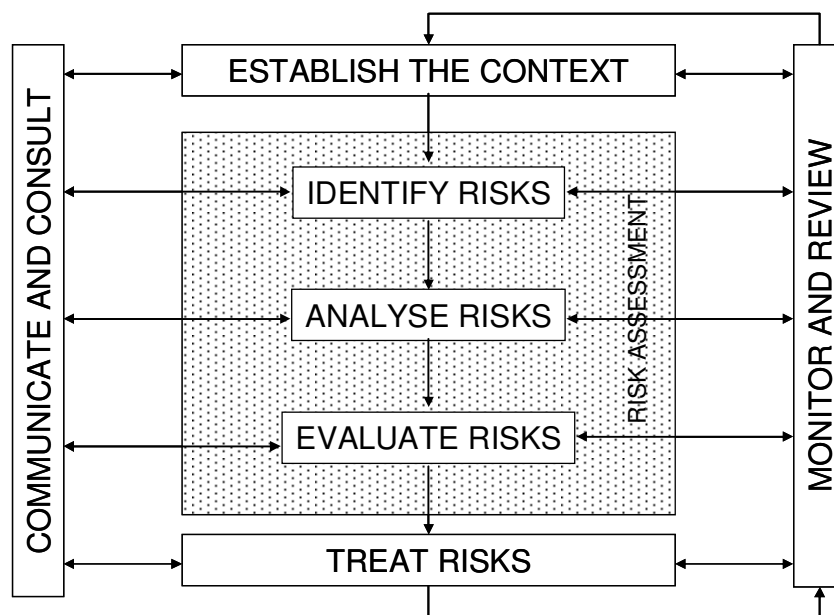 ESTABLISH THE CONTEXT
COMMUNICATE AND CONSULT
IDENTIFY RISKS
ANALYSE RISKS
EVALUATE RISKS
RISK ASSESSMENT
MONITOR AND REVIEW
TREAT RISKS